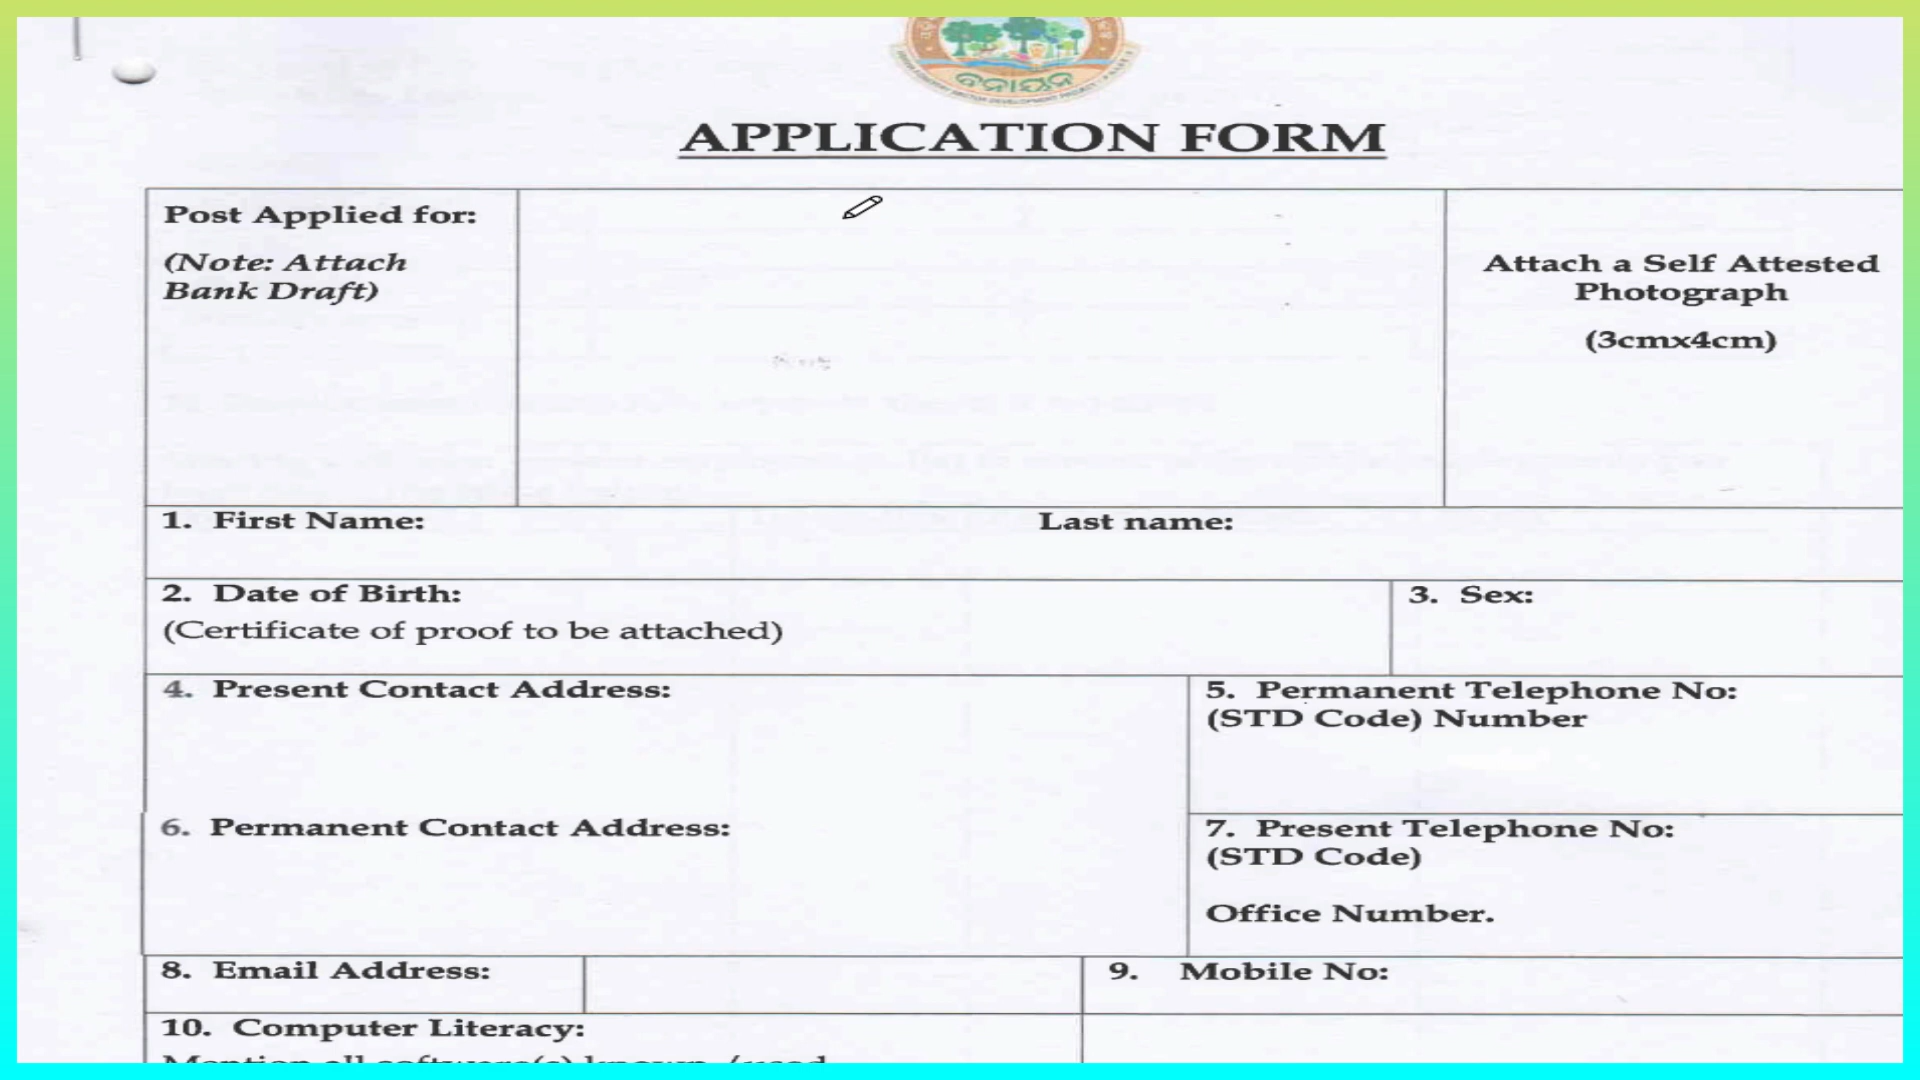 ବନାୟନ
APPLICATION FORM
Post Applied for:
(Note: Attach
Bank Draft)
Attach a Self Attested
Photograph
(3cmx4cm)
1. First Name:
Last name:
2. Date of Birth:
(Certificate of proof to be attached)
3. Sex:
4. Present Contact Address:
5. Permanent Telephone No:
(STD Code) Number
6. Permanent Contact Address:
7. Present Telephone No:
(STD Code)
Office Number.
8. Email Address:
9. Mobile No:
10. Computer Literacy: